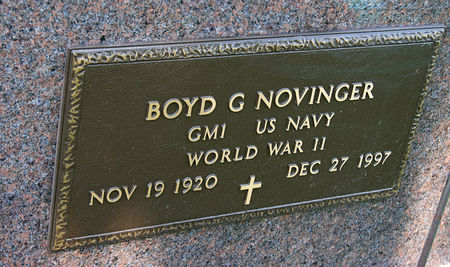 BOYD G NOVINGER
GM1 US NAVY
WORLD WAR II
NOV 19 1920 DEC 27 1997